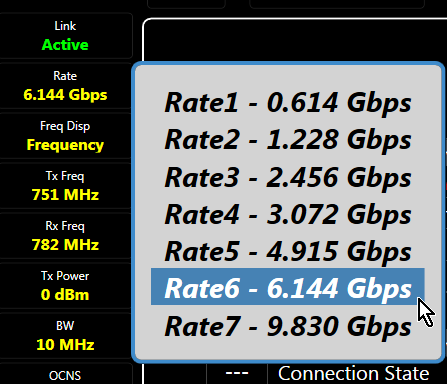 Link
Active
Rate
6.144 Gbps
Freq Disp
Frequency
Tx Freq
751 MHz
Rx Freq
782 MHz
Tx Power
0 dBm
BW
10 MHz
OCNS
Rate1 - 0.614 Gbps
Rate2 - 1.228 Gbps
Rate3 - 2.456 Gbps
Rate4 - 3.072 Gbps
Rate5 - 4.915 Gbps
Rate6 - 6.144 Gbps
Rate7 - 9.830 Gbps
--- Connection State